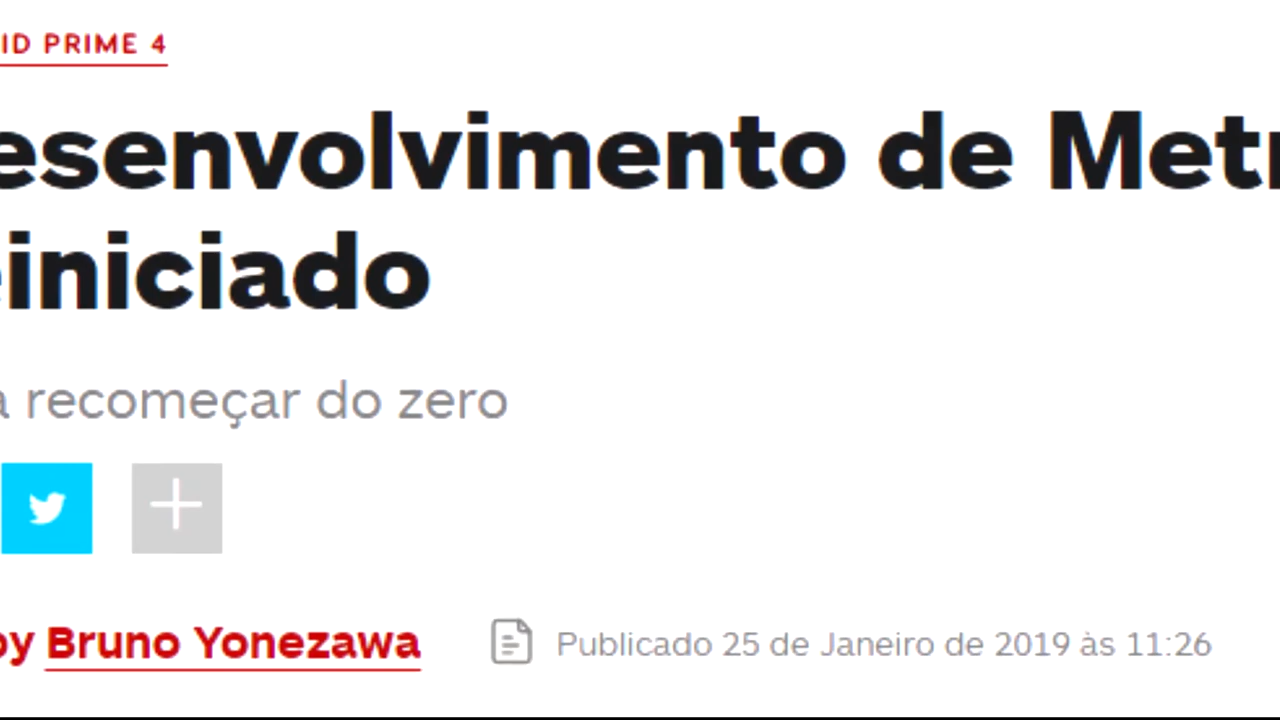 ID PRIME 4
esenvolvimento de Metr
einiciado
a recomeçar do zero
by Bruno Yonezawa
Publicado 25 de Janeiro de 2019 às 11:26